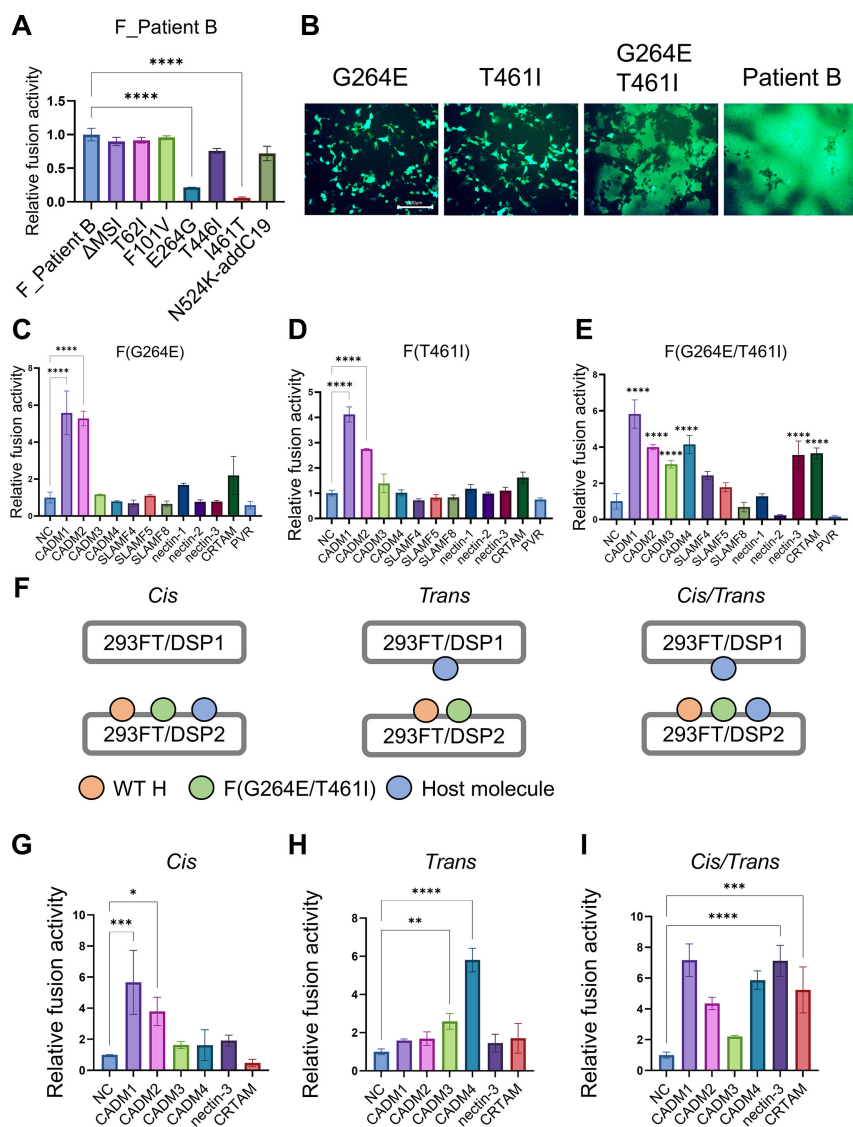 A
F_Patient B
****
****
Relative fusion activity
1.5
1.0
0.5
0.0
F_Patient B
ΔMSI
T62I
F101V
E264G
T446I
I461T
N524K-addC19
B
G264E
T461I
G264E
T461I
Patient B
C
F(G264E)
****
****
Relative fusion activity
8
6
4
2
0
NC
CADM1
CADM2
CADM3
CADM4
SLAMF4
SLAMF5
SLAMF8
nectin-1
nectin-2
nectin-3
CRTAM
PVR
D
F(T461I)
****
****
Relative fusion activity
5
4
3
2
1
0
NC
CADM1
CADM2
CADM3
CADM4
SLAMF4
SLAMF5
SLAMF8
nectin-1
nectin-2
nectin-3
CRTAM
PVR
E
F(G264E/T461I)
****
****
****
****
****
****
Relative fusion activity
8
6
4
2
0
NC
CADM1
CADM2
CADM3
CADM4
SLAMF4
SLAMF5
SLAMF8
nectin-1
nectin-2
nectin-3
CRTAM
PVR
F
Cis
Trans
Cis/Trans
293FT/DSP1
293FT/DSP1
293FT/DSP1
293FT/DSP2
293FT/DSP2
293FT/DSP2
WT H
F(G264E/T461I)
Host molecule
G
Cis
*
***
Relative fusion activity
10
8
6
4
2
0
NC
CADM1
CADM2
CADM3
CADM4
nectin-3
CRTAM
H
Trans
****
**
Relative fusion activity
8
6
4
2
0
NC
CADM1
CADM2
CADM3
CADM4
nectin-3
CRTAM
I
Cis/Trans
***
****
Relative fusion activity
10
8
6
4
2
0
NC
CADM1
CADM2
CADM3
CADM4
nectin-3
CRTAM